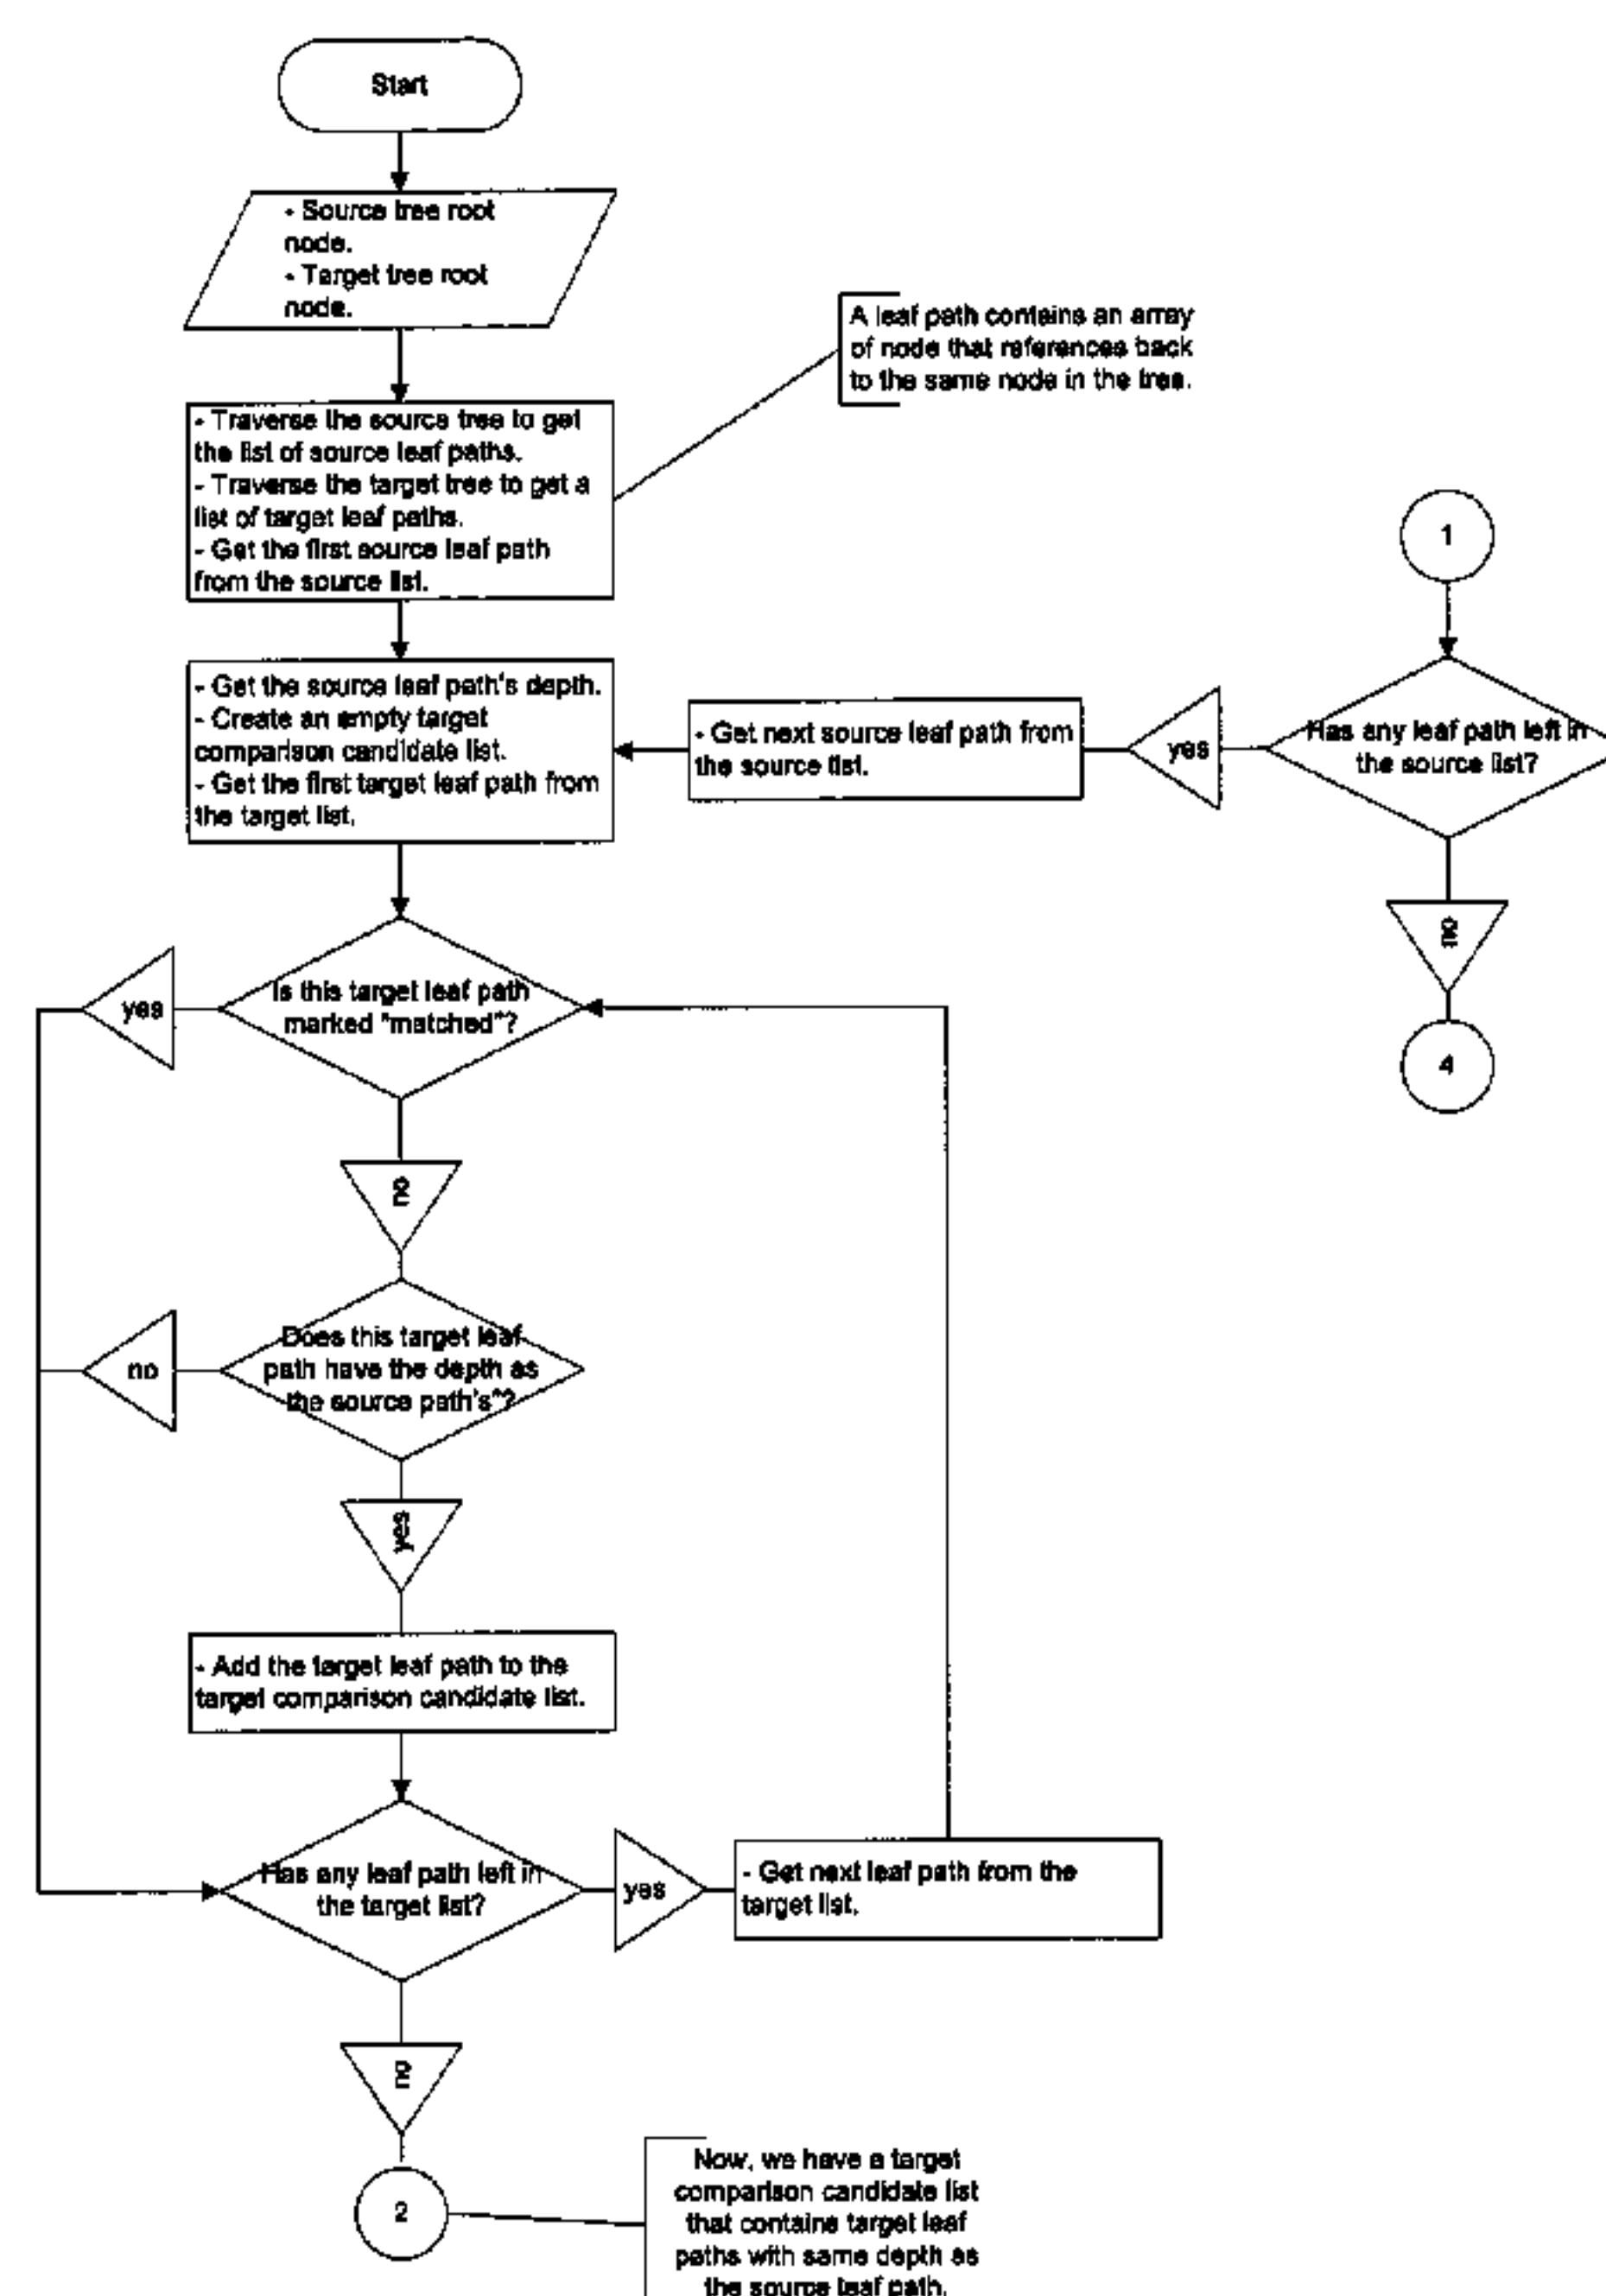 Start
- Source tree root
node.
- Target tree root
node.
A leaf path contains an array
of node that references back
to the same node in the tree.
- Traverse the source tree to get
the list of source leaf paths.
- Traverse the target tree to get a
list of target leaf paths.
- Get the first source leaf path
from the source list.
1
- Get the source leaf path's depth.
- Create an empty target
comparison candidate list.
- Get the first target leaf path from
the target list.
- Get next source leaf path from
the source list.
yes
Has any leaf path left in
the source list?
no
4
yes
Is this target leaf path
marked "matched"?
no
no
Does this target leaf
path have the depth as
the source path's"?
yes
- Add the target leaf path to the
target comparison candidate list.
Has any leaf path left in
the target list?
yes
- Get next leaf path from the
target list.
no
2
Now, we have a target
comparison candidate list
that contains target leaf
paths with same depth as
the source leaf path.